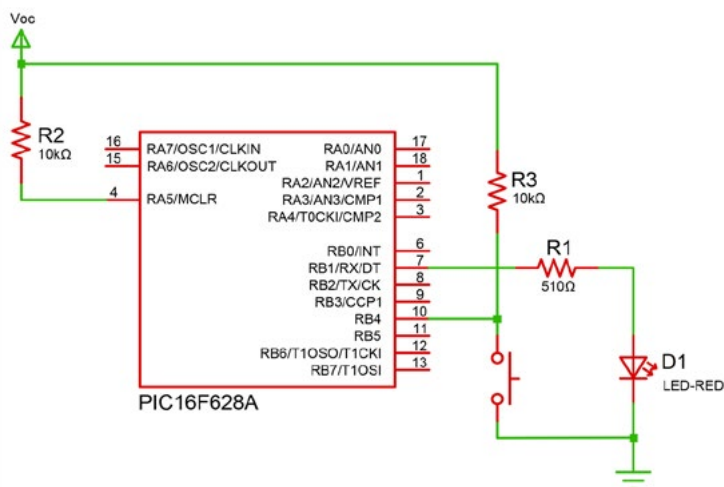 Vcc
R2
10kΩ
16
15
4
RA7/OSC1/CLKIN
RA6/OSC2/CLKOUT
RA5/MCLR
RA0/AN0
RA1/AN1
RA2/AN2/VREF
RA3/AN3/CMP1
RA4/T0CKI/CMP2
RB0/INT
RB1/RX/DT
RB2/TX/CK
RB3/CCP1
RB4
RB5
RB6/T1OSO/T1CKI
RB7/T1OSI
17
18
1
2
3
6
7
8
9
10
11
12
13
PIC16F628A
R3
10kΩ
R1
510Ω
D1
LED-RED